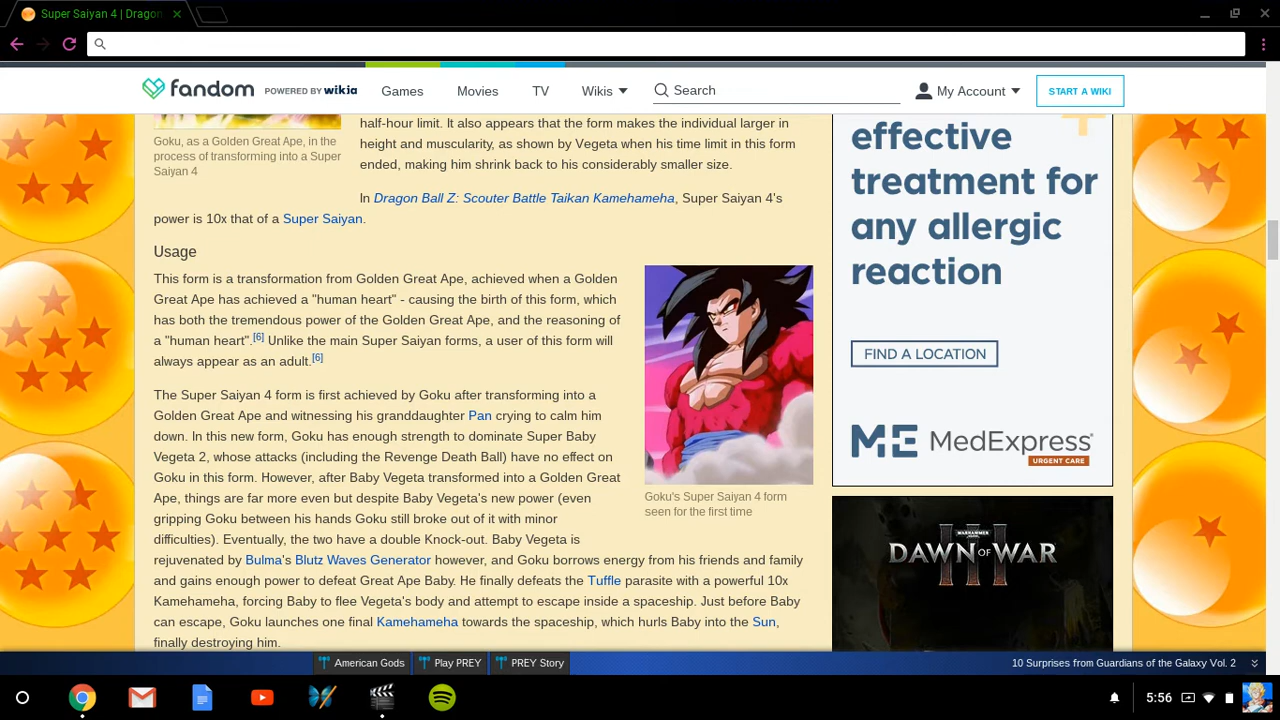 Super Saiyan 4 | Dragon
fandom POWERED BY wikia Games Movies TV Wikis Search My Account START A WIKI
Goku, as a Golden Great Ape, in the
process of transforming into a Super
Saiyan 4
half-hour limit. It also appears that the form makes the individual larger in
height and muscularity, as shown by Vegeta when his time limit in this form
ended, making him shrink back to his considerably smaller size.
In Dragon Ball Z: Scouter Battle Taikan Kamehameha, Super Saiyan 4's
power is 10x that of a Super Saiyan.
Usage
This form is a transformation from Golden Great Ape, achieved when a Golden
Great Ape has achieved a "human heart" - causing the birth of this form, which
has both the tremendous power of the Golden Great Ape, and the reasoning of
a "human heart".[6] Unlike the main Super Saiyan forms, a user of this form will
always appear as an adult.[6]
The Super Saiyan 4 form is first achieved by Goku after transforming into a
Golden Great Ape and witnessing his granddaughter Pan crying to calm him
down. In this new form, Goku has enough strength to dominate Super Baby
Vegeta 2, whose attacks (including the Revenge Death Ball) have no effect on
Goku in this form. However, after Baby Vegeta transformed into a Golden Great
Ape, things are far more even but despite Baby Vegeta's new power (even
gripping Goku between his hands Goku still broke out of it with minor
difficulties). Eventually, the two have a double Knock-out. Baby Vegeta is
rejuvenated by Bulma's Blutz Waves Generator however, and Goku borrows energy from his friends and family
and gains enough power to defeat Great Ape Baby. He finally defeats the Tuffle parasite with a powerful 10x
Kamehameha, forcing Baby to flee Vegeta's body and attempt to escape inside a spaceship. Just before Baby
can escape, Goku launches one final Kamehameha towards the spaceship, which hurls Baby into the Sun,
finally destroying him.
Goku's Super Saiyan 4 form
seen for the first time
effective
treatment for
any allergic
reaction
FIND A LOCATION
ME MedExpress
URGENT CARE
WARHAMMER
DAWN OF WAR
III
American Gods Play PREY PREY Story 10 Surprises from Guardians of the Galaxy Vol. 2
5:56